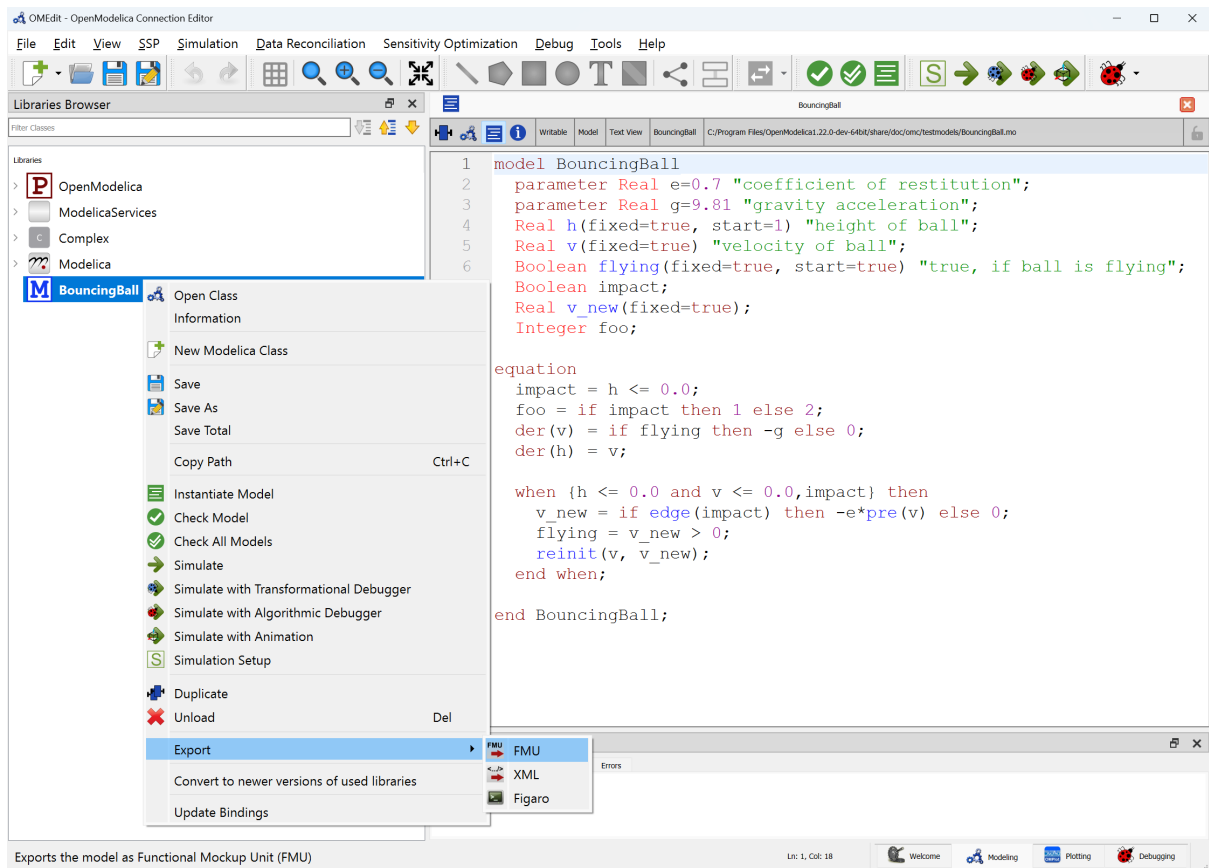 OMEdit - OpenModelica Connection Editor
File Edit View SSP Simulation Data Reconciliation Sensitivity Optimization Debug Tools Help
Libraries Browser
Filter Classes
Libraries
P OpenModelica
ModelicaServices
C Complex
Modelica
M BouncingBall
BouncingBall
Writable Model Text View BouncingBall C:/Program Files/OpenModelica1.22.0-dev-64bit/share/doc/omc/testmodels/BouncingBall.mo
1 model BouncingBall
2 parameter Real e=0.7 "coefficient of restitution";
3 parameter Real g=9.81 "gravity acceleration";
4 Real h(fixed=true, start=1) "height of ball";
5 Real v(fixed=true) "velocity of ball";
6 Boolean flying(fixed=true, start=true) "true, if ball is flying";
Boolean impact;
Real v_new(fixed=true);
Integer foo;
equation
impact = h <= 0.0;
foo = if impact then 1 else 2;
der(v) = if flying then -g else 0;
der(h) = v;
when {h <= 0.0 and v <= 0.0,impact} then
v_new = if edge(impact) then -e*pre(v) else 0;
flying = v_new > 0;
reinit(v, v_new);
end when;
end BouncingBall;
Open Class
Information
New Modelica Class
Save
Save As
Save Total
Copy Path Ctrl+C
Instantiate Model
Check Model
Check All Models
Simulate
Simulate with Transformational Debugger
Simulate with Algorithmic Debugger
Simulate with Animation
S Simulation Setup
Duplicate
Unload Del
Export
Convert to newer versions of used libraries
Update Bindings
FMU FMU
XML
Figaro
Errors
Exports the model as Functional Mockup Unit (FMU)
Ln: 1, Col: 18
Welcome Modeling Plotting Debugging